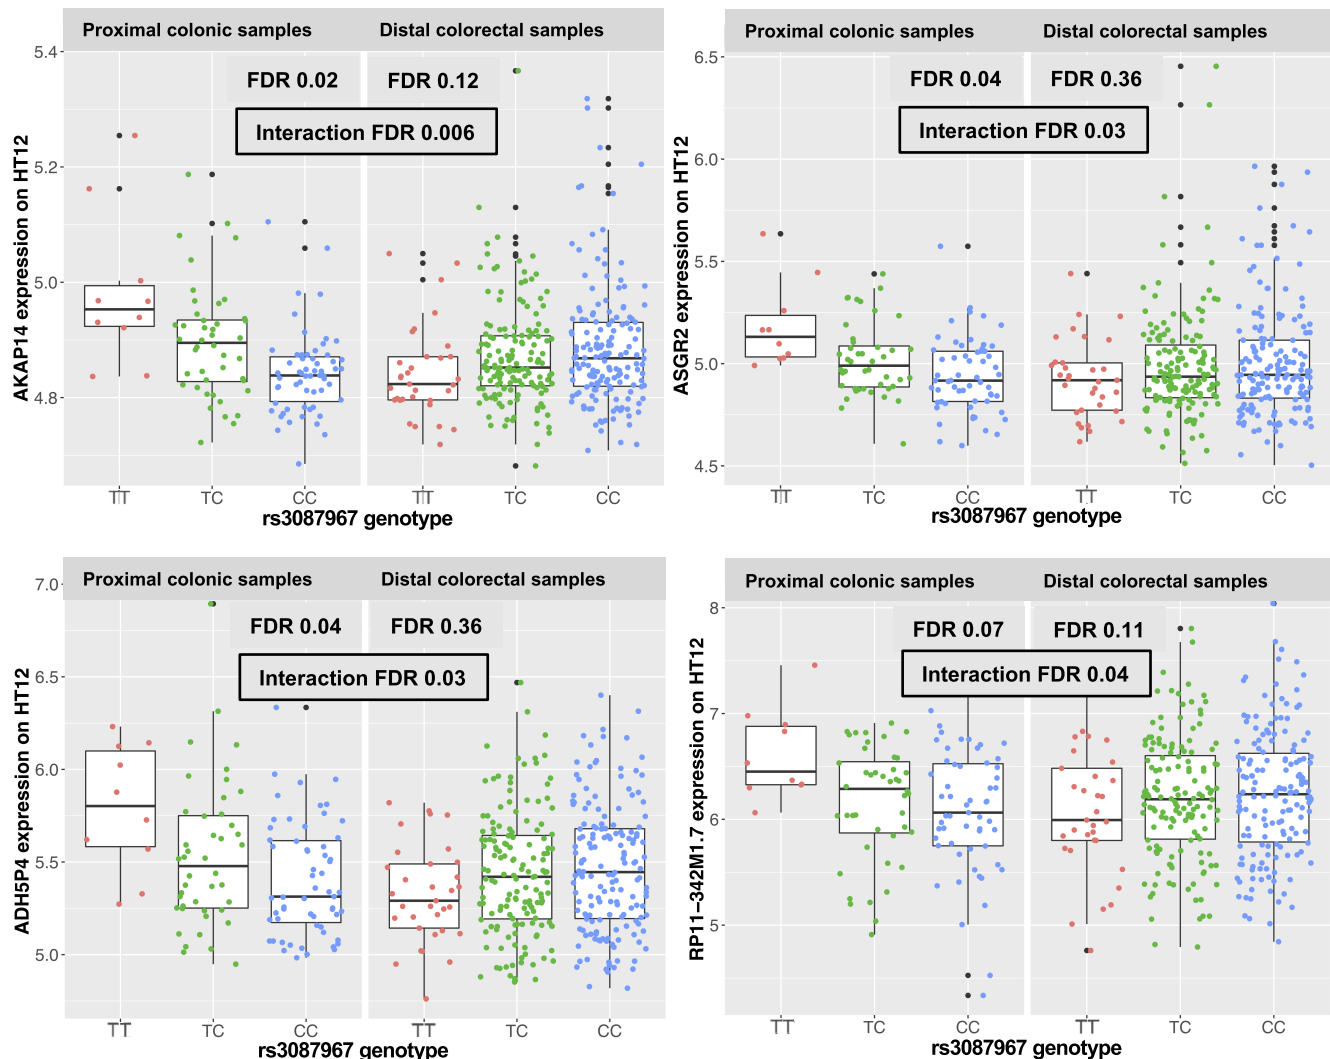 Proximal colonic samples Distal colorectal samples
FDR 0.02 FDR 0.12
Interaction FDR 0.006
AKAP14 expression on HT12
5.4
5.2
5.0
4.8
TT TC CC TT TC CC
rs3087967 genotype
Proximal colonic samples Distal colorectal samples
FDR 0.04 FDR 0.36
Interaction FDR 0.03
ASGR2 expression on HT12
6.5
6.0
5.5
5.0
4.5
TT TC CC TT TC CC
rs3087967 genotype
Proximal colonic samples Distal colorectal samples
FDR 0.04 FDR 0.36
Interaction FDR 0.03
ADH5P4 expression on HT12
7.0
6.5
6.0
5.5
5.0
TT TC CC TT TC CC
rs3087967 genotype
Proximal colonic samples Distal colorectal samples
FDR 0.07 FDR 0.11
Interaction FDR 0.04
RP11−342M1.7 expression on HT12
8
7
6
5
TT TC CC TT TC CC
rs3087967 genotype